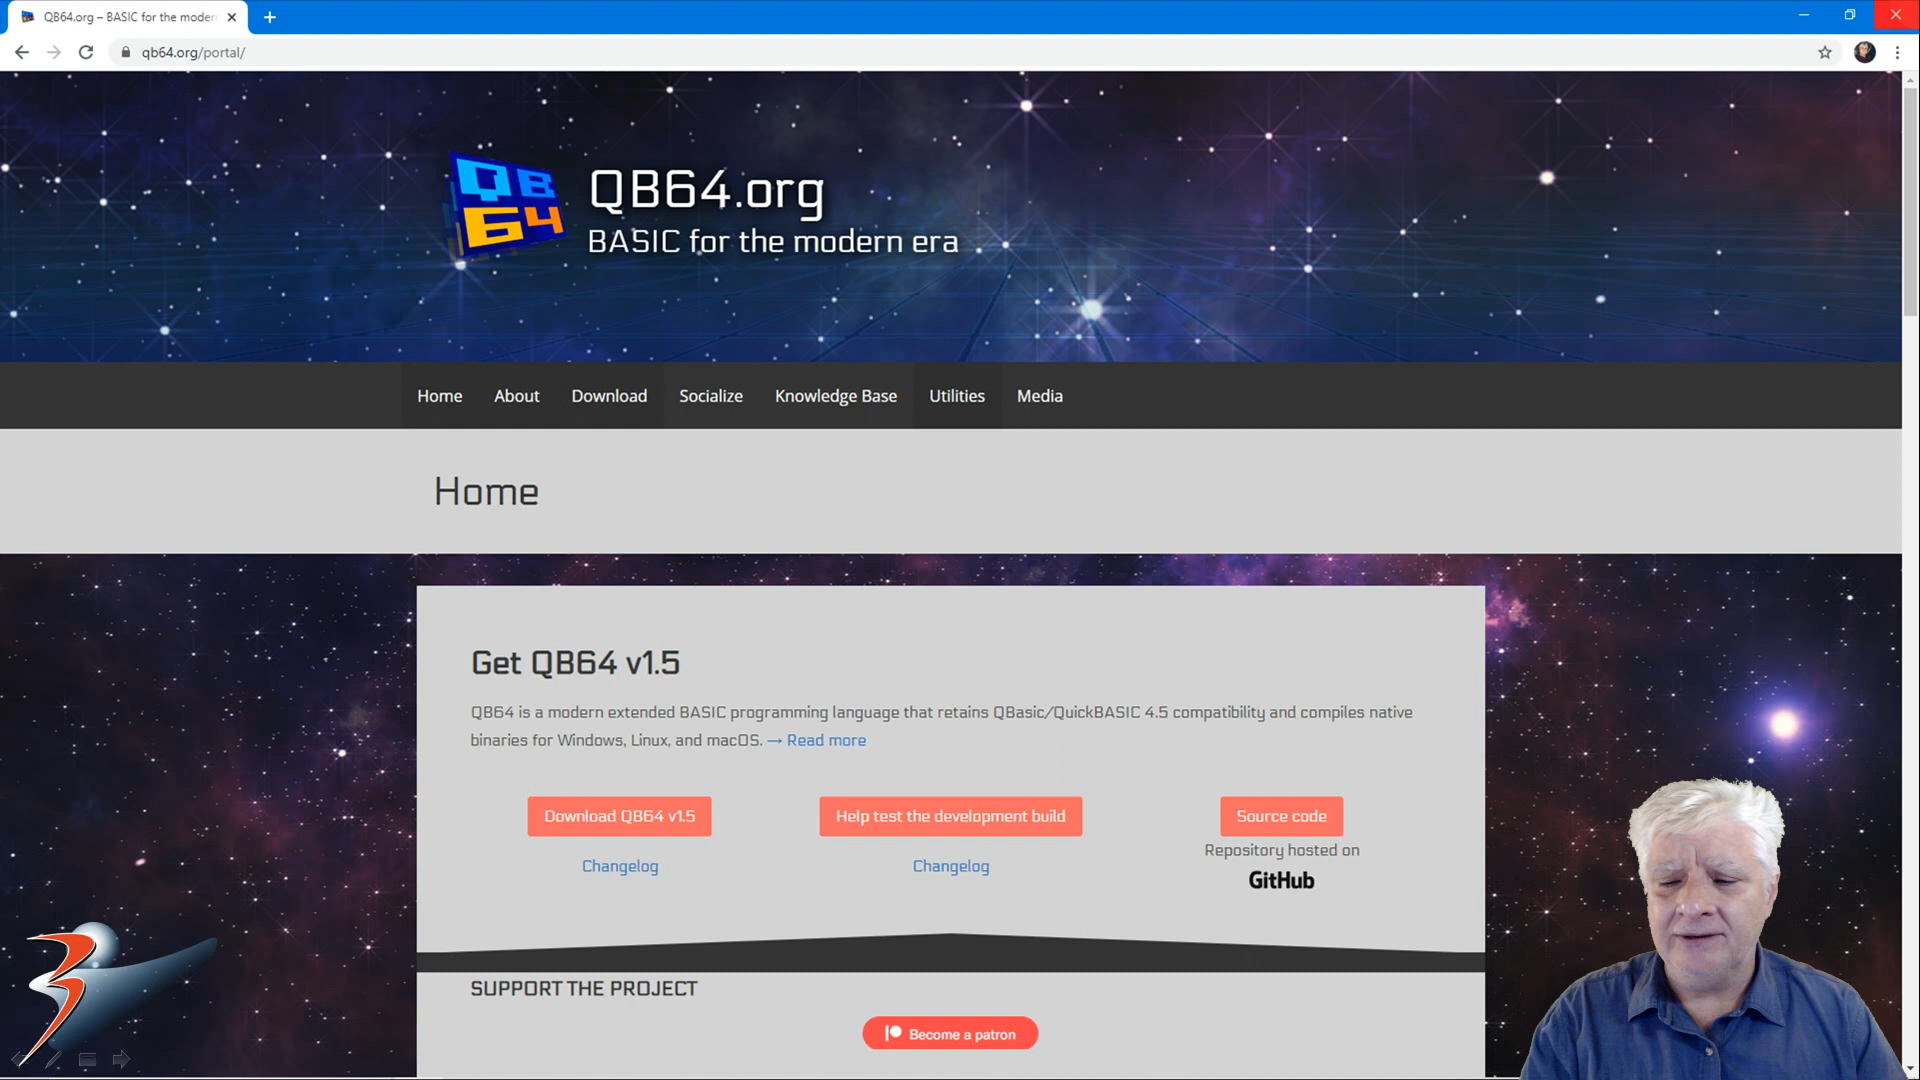 QB64.org – BASIC for the moder
qb64.org/portal/
QB
64
QB64.org
BASIC for the modern era
Home About Download Socialize Knowledge Base Utilities Media
Home
Get QB64 v1.5
QB64 is a modern extended BASIC programming language that retains QBasic/QuickBASIC 4.5 compatibility and compiles native
binaries for Windows, Linux, and macOS. → Read more
Download QB64 v1.5 Help test the development build Source code
Changelog Changelog Repository hosted on
GitHub
SUPPORT THE PROJECT
Become a patron